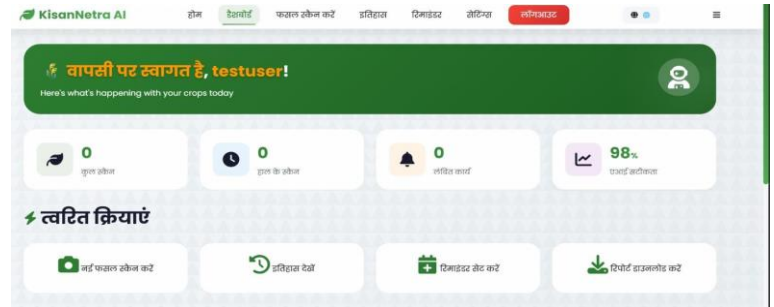 KisanNetra AI
होम
डैशबोर्ड
फसल स्कैन करें
इतिहास
रिमाइंडर
सेटिंग्स
लॉगआउट
वापसी पर स्वागत है, testuser!
Here's what's happening with your crops today
0
कुल स्कैन
0
हाल के स्कैन
0
लंबित कार्य
98%
एआई सटीकता
त्वरित क्रियाएं
नई फसल स्कैन करें
इतिहास देखें
रिमाइंडर सेट करें
रिपोर्ट डाउनलोड करें